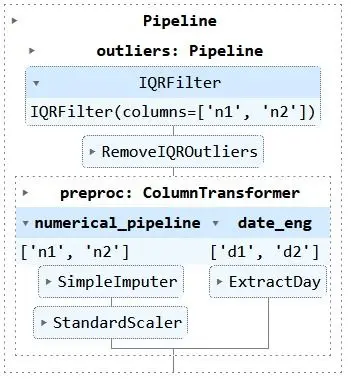 Pipeline
outliers: Pipeline
IQRFilter
IQRFilter(columns=['n1', 'n2'])
RemoveIQROutliers
preproc: ColumnTransformer
numerical_pipeline date_eng
['n1', 'n2'] ['d1', 'd2']
SimpleImputer ExtractDay
StandardScaler